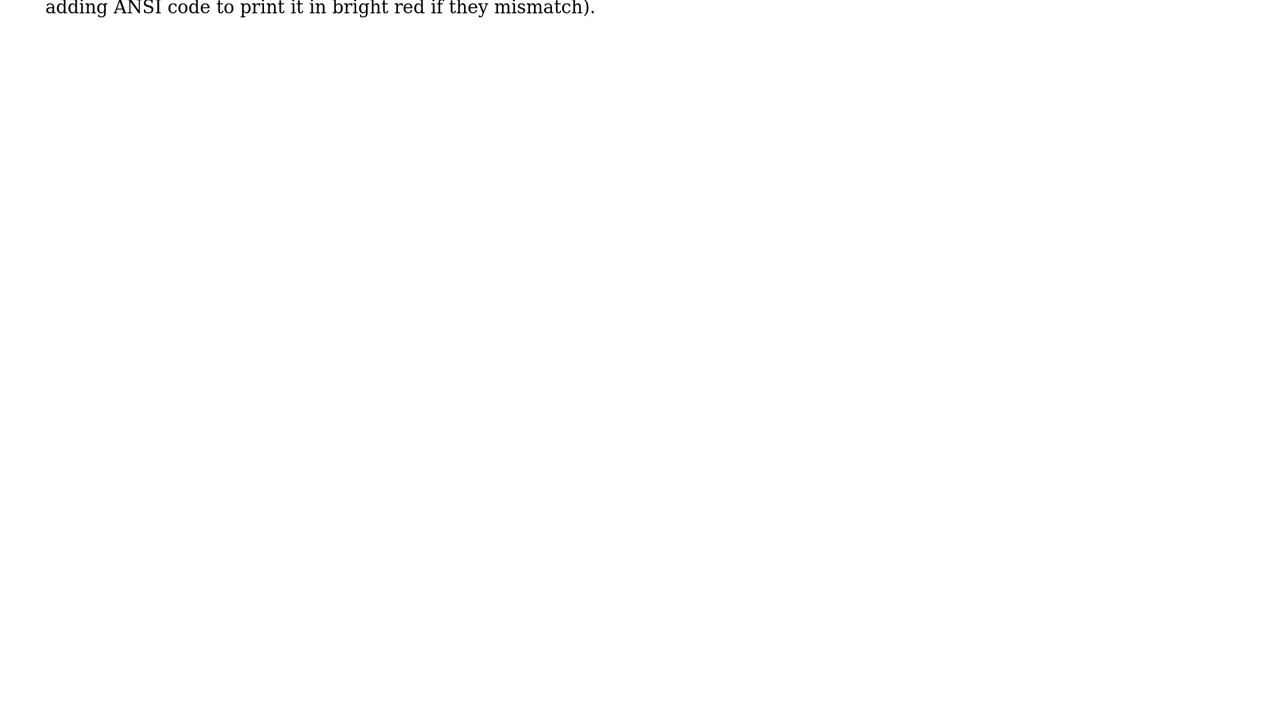 adding ANSI code to print it in bright red if they mismatch).